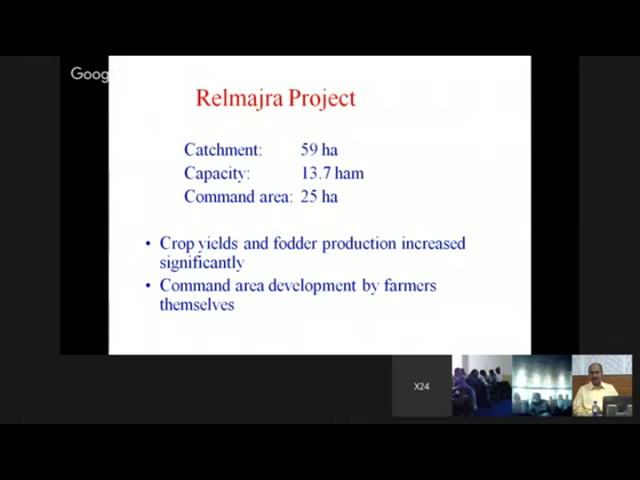 Goog
Relmajra Project
Catchment: 59 ha
Capacity: 13.7 ham
Command area: 25 ha
• Crop yields and fodder production increased
significantly
• Command area development by farmers
themselves
X24